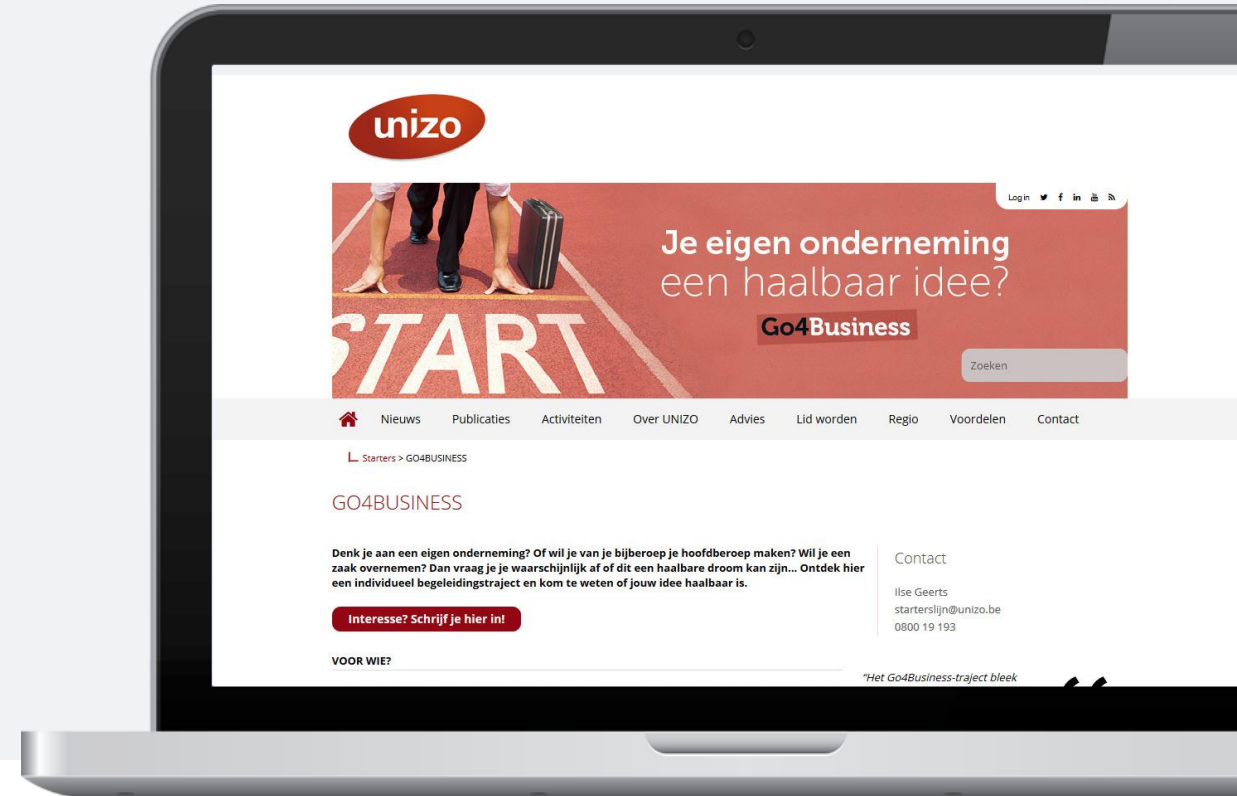 unizo
Login
Je eigen onderneming
een haalbaar idee?
Go4Business
START
Zoeken
Nieuws Publicaties Activiteiten Over UNIZO Advies Lid worden Regio Voordelen Contact
Starters > GO4BUSINESS
GO4BUSINESS
Denk je aan een eigen onderneming? Of wil je van je bijberoep je hoofdberoep maken? Wil je een
zaak overnemen? Dan vraag je je waarschijnlijk af of dit een haalbare droom kan zijn... Ontdek hier
een individueel begeleidingstraject en kom te weten of jouw idee haalbaar is.
Interesse? Schrijf je hier in!
VOOR WIE?
Contact
Ilse Geerts
starterslijn@unizo.be
0800 19 193
"Het Go4Business-traject bleek